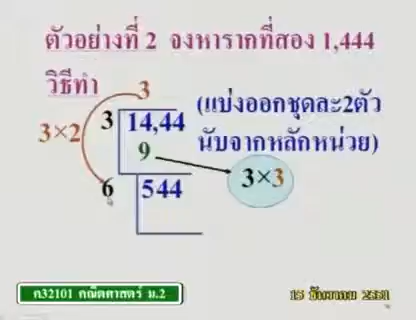 ตัวอย่างที่ 2 จงหารากที่สอง 1,444
วิธีทำ
3
3×2
3 14,44
(แบ่งออกชุดละ2ตัว
นับจากหลักหน่วย)
9
3×3
6 544
ค32101 คณิตศาสตร์ ม.2
15 ธันวาคม 2551